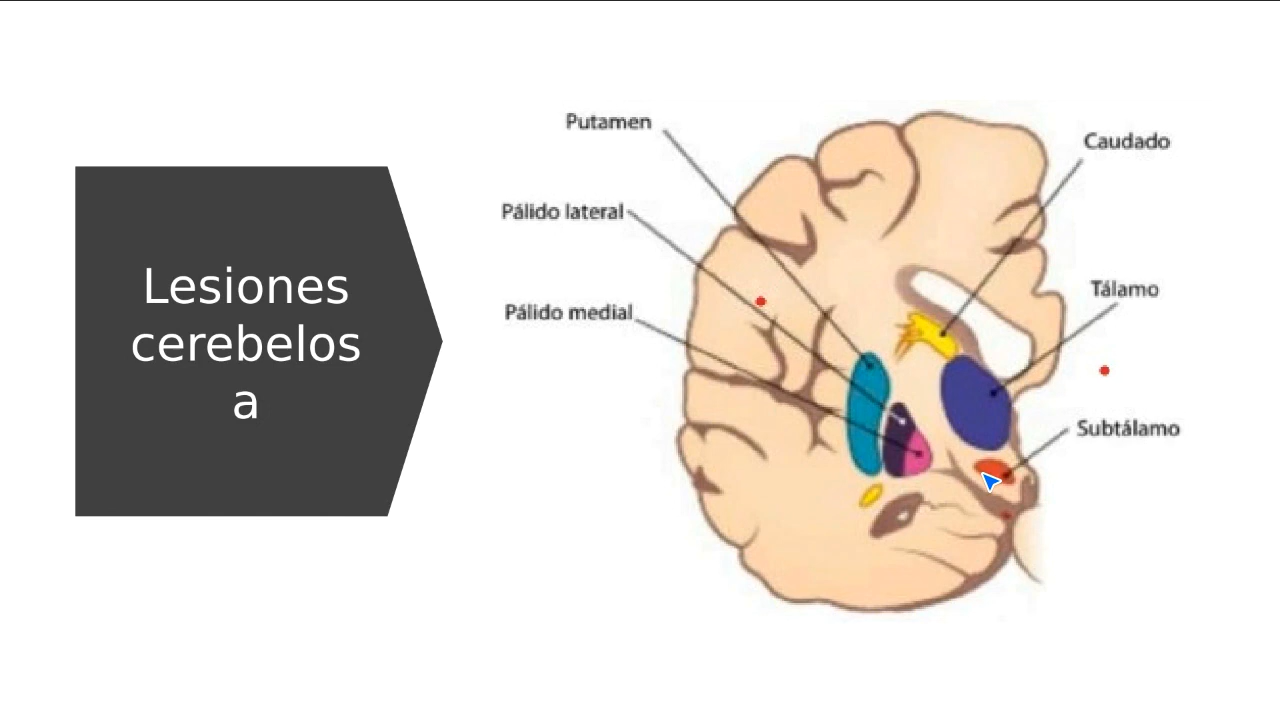 Lesiones
cerebelos
a
Putamen
Caudado
Pálido lateral
Tálamo
Pálido medial
Subtálamo